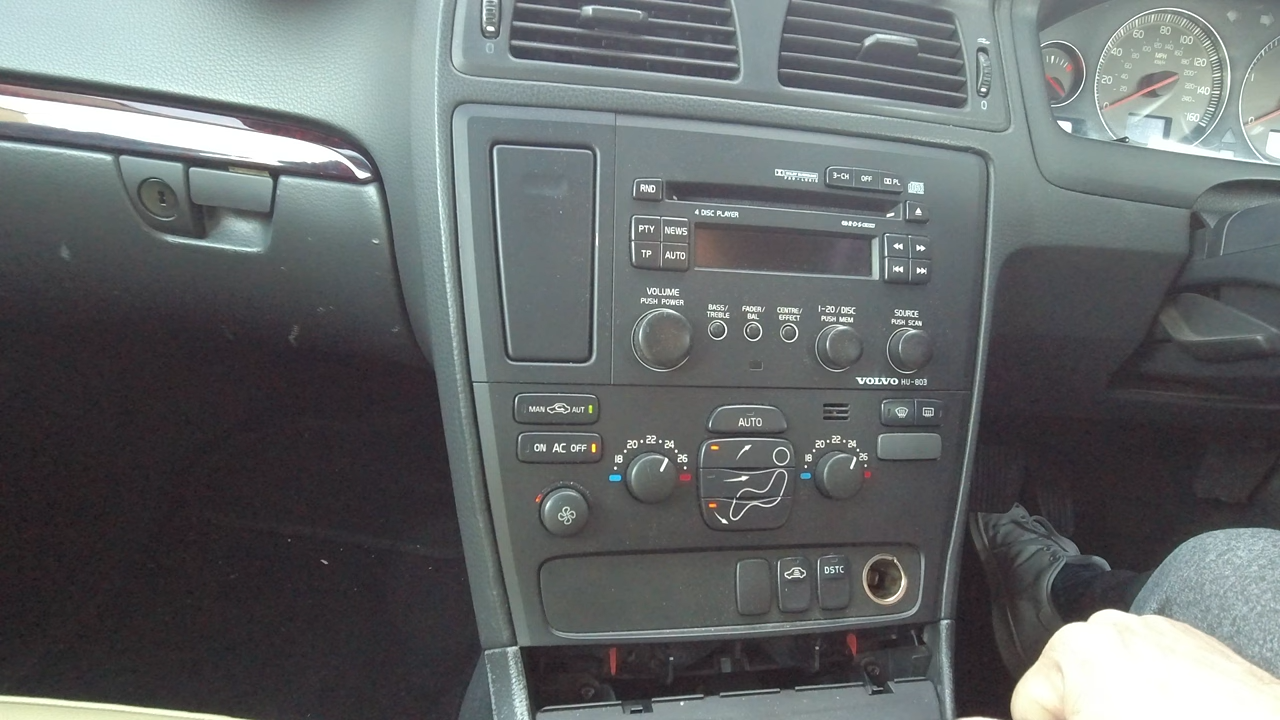 60 80 100
40 120
20 140
0 160
MPH
3-CH OFF PL
RND
4 DISC PLAYER
PTY NEWS
TP AUTO
VOLUME
PUSH POWER
BASS/
TREBLE
FADER/
BAL
CENTRE/
EFFECT
1-20/DISC
PUSH MEM
SOURCE
PUSH SCAN
VOLVO HU-803
MAN AUT
AUTO
ON AC OFF
18 20 22 24 26
18 20 22 24 26
DSTC